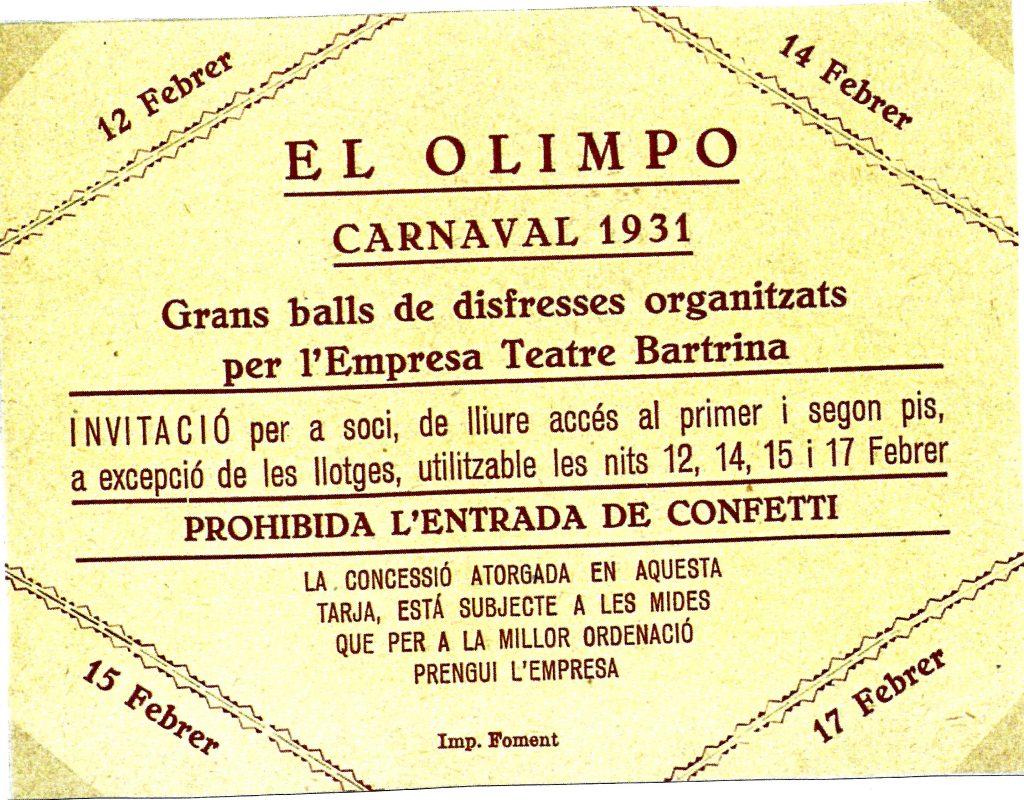 12 Febrer
14 Febrer
EL OLIMPO
CARNAVAL 1931
Grans balls de disfresses organitzats
per l'Empresa Teatre Bartrina
INVITACIÓ per a soci, de lliure accés al primer i segon pis,
a excepció de les llotges, utilitzable les nits 12, 14, 15 i 17 Febrer
PROHIBIDA L'ENTRADA DE CONFETTI
LA CONCESSIÓ ATORGADA EN AQUESTA
TARJA, ESTÁ SUBJECTE A LES MIDES
QUE PER A LA MILLOR ORDENACIÓ
PRENGUI L'EMPRESA
15 Febrer
17 Febrer
Imp. Foment